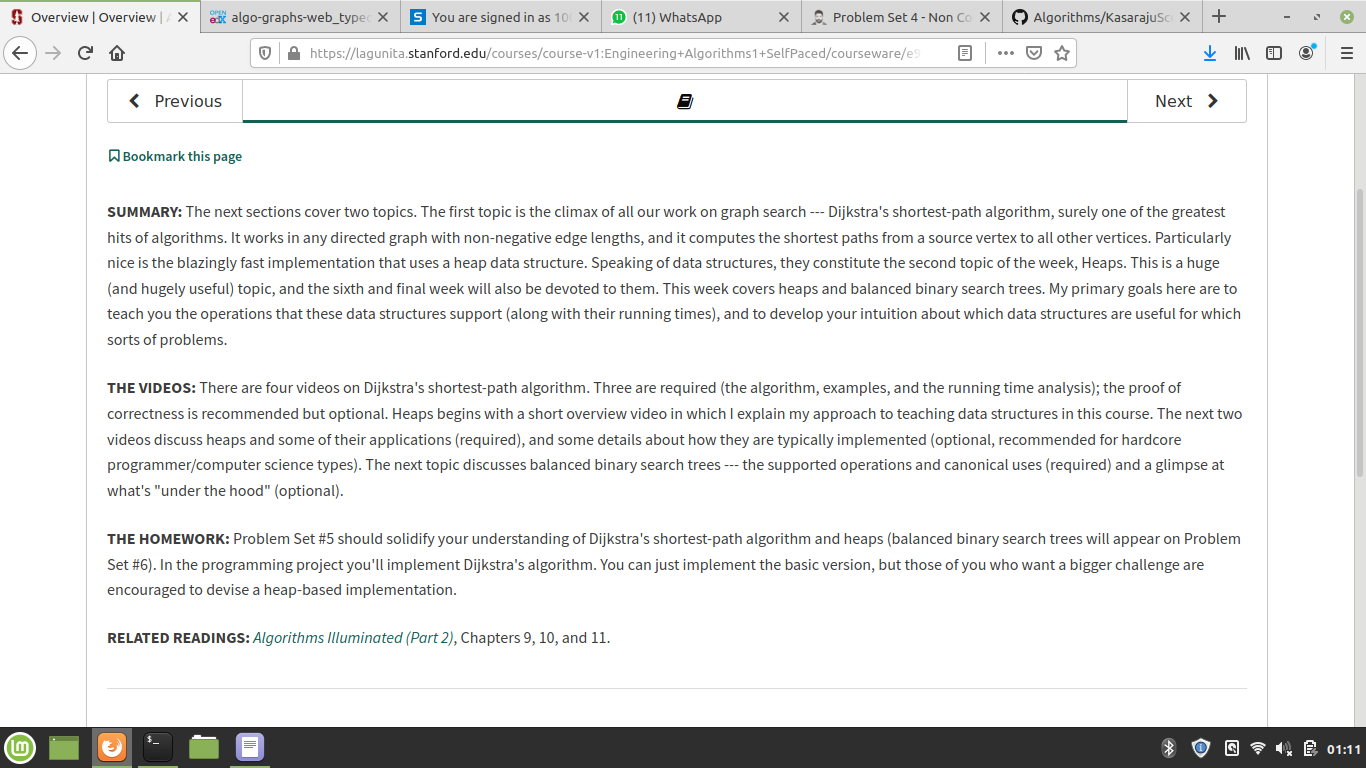 Overview | Overview | A
algo-graphs-web_typed
You are signed in as 100
(11) WhatsApp
Problem Set 4 - Non Co
Algorithms/KasarajuSc
https://lagunita.stanford.edu/courses/course-v1:Engineering+Algorithms1+SelfPaced/courseware/e9
Previous
Next
Bookmark this page
SUMMARY: The next sections cover two topics. The first topic is the climax of all our work on graph search --- Dijkstra's shortest-path algorithm, surely one of the greatest
hits of algorithms. It works in any directed graph with non-negative edge lengths, and it computes the shortest paths from a source vertex to all other vertices. Particularly
nice is the blazingly fast implementation that uses a heap data structure. Speaking of data structures, they constitute the second topic of the week, Heaps. This is a huge
(and hugely useful) topic, and the sixth and final week will also be devoted to them. This week covers heaps and balanced binary search trees. My primary goals here are to
teach you the operations that these data structures support (along with their running times), and to develop your intuition about which data structures are useful for which
sorts of problems.
THE VIDEOS: There are four videos on Dijkstra's shortest-path algorithm. Three are required (the algorithm, examples, and the running time analysis); the proof of
correctness is recommended but optional. Heaps begins with a short overview video in which I explain my approach to teaching data structures in this course. The next two
videos discuss heaps and some of their applications (required), and some details about how they are typically implemented (optional, recommended for hardcore
programmer/computer science types). The next topic discusses balanced binary search trees --- the supported operations and canonical uses (required) and a glimpse at
what's "under the hood" (optional).
THE HOMEWORK: Problem Set #5 should solidify your understanding of Dijkstra's shortest-path algorithm and heaps (balanced binary search trees will appear on Problem
Set #6). In the programming project you'll implement Dijkstra's algorithm. You can just implement the basic version, but those of you who want a bigger challenge are
encouraged to devise a heap-based implementation.
RELATED READINGS: Algorithms Illuminated (Part 2), Chapters 9, 10, and 11.
01:11